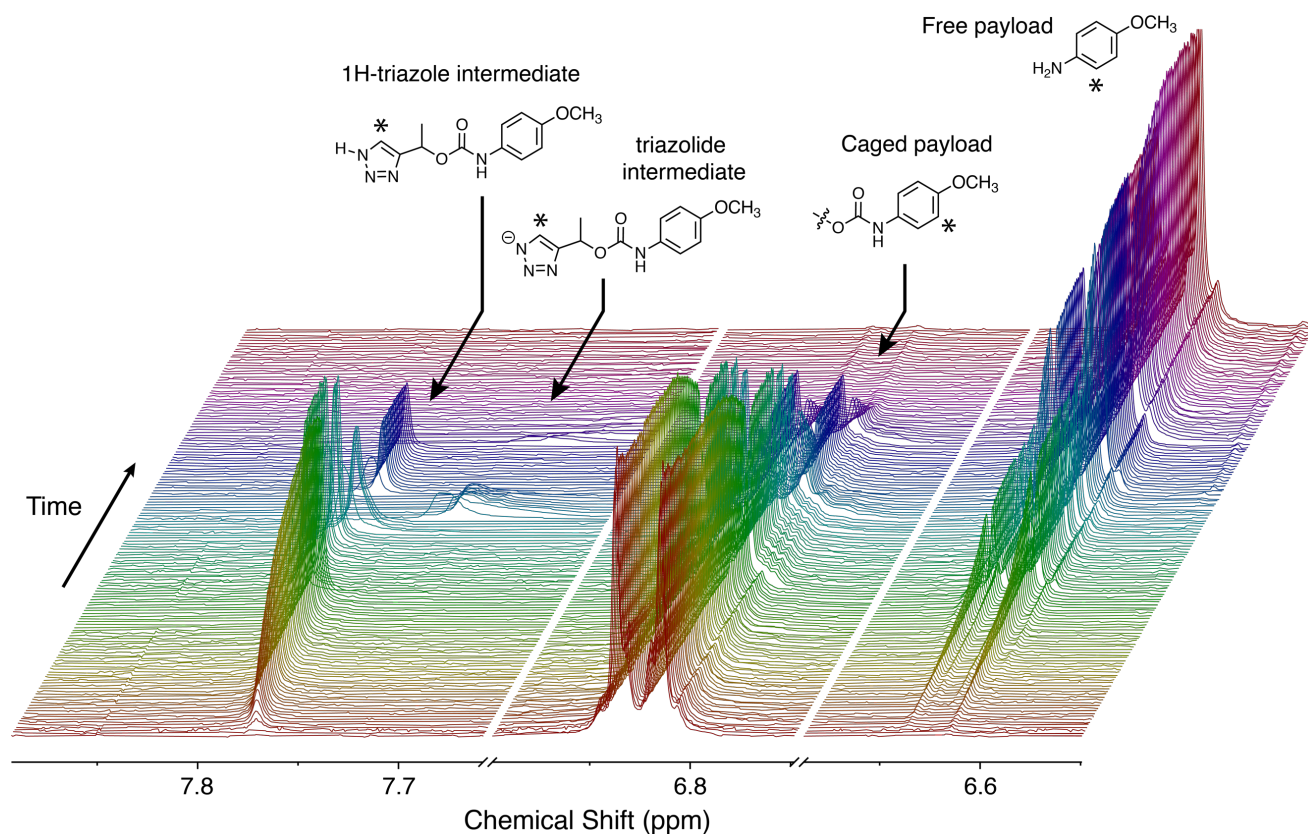 Free payload
OCH₃
H₂N
*
1H-triazole intermediate
*
O
OCH₃
H
N
N
N
O
N
H
triazolide
intermediate
*
O
OCH₃
⊖
N
N
N
O
N
H
Caged payload
O
OCH₃
O
N
H
*
Time
7.8
7.7
6.8
6.6
Chemical Shift (ppm)